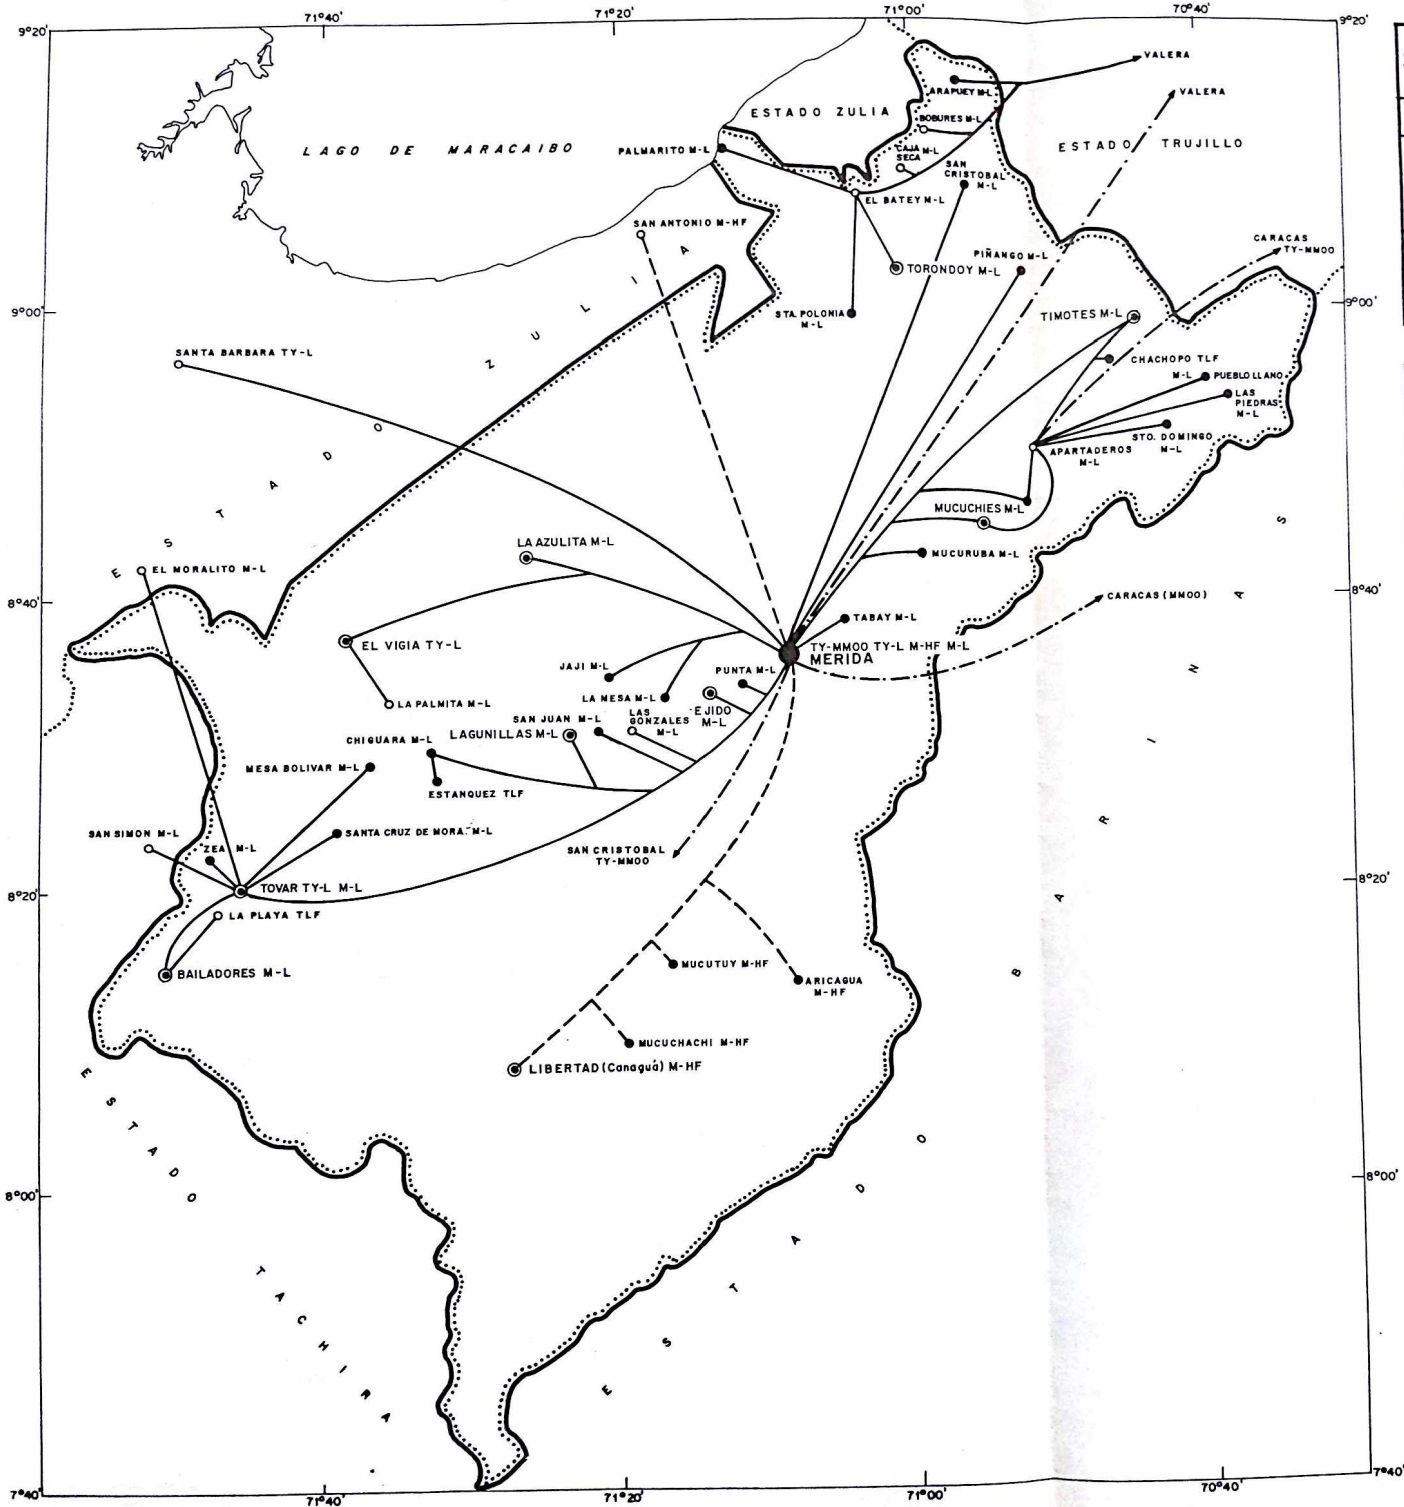 71°40' 71°20' 71°00' 70°40'
9°20' 9°20'
VALERA
ARAPUEY M-L
VALERA
ESTADO ZULIA
BOBURES M-L
LAGO DE MARACAIBO
PALMARITO M-L
CAJA SECA M-L
ESTADO TRUJILLO
SAN CRISTOBAL M-L
EL BATEY M-L
SAN ANTONIO M-HF
CARACAS
TY-MMOO
PIÑANGO M-L
TORONDOY M-L
9°00' 9°00'
STA. POLONIA
M-L
TIMOTES M-L
SANTA BARBARA TY-L
CHACHOPO TLF
M-L PUEBLO LLANO
LAS
PIEDRAS
M-L
STO. DOMINGO
M-L
APARTADEROS
M-L
ESTADO ZULIA
MUCUCHIES M-L
LA AZULITA M-L
MUCURUBA M-L
EL MORALITO M-L
8°40' 8°40'
CARACAS (MMOO)
TABAY M-L
EL VIGIA TY-L
TY-MMOO TY-L M-HF M-L
MERIDA
JAJI M-L
PUNTA M-L
LA MESA M-L
LA PALMITA M-L
LAS
GONZALES
M-L
EJIDO
M-L
SAN JUAN M-L
LAGUNILLAS M-L
CHIGUARA M-L
MESA BOLIVAR M-L
ESTANQUEZ TLF
SAN SIMON M-L
SANTA CRUZ DE MORA. M-L
ZEA M-L
SAN CRISTOBAL
TY-MMOO
8°20' 8°20'
TOVAR TY-L M-L
LA PLAYA TLF
BAILADORES M-L
MUCUTUY M-HF
ARICAGUA
M-HF
MUCUCHACHI M-HF
LIBERTAD (Canaguá) M-HF
ESTADO BARINAS
ESTADO TACHIRA
8°00' 8°00'
7°40' 7°40'
71°40' 71°20' 71°00' 70°40'